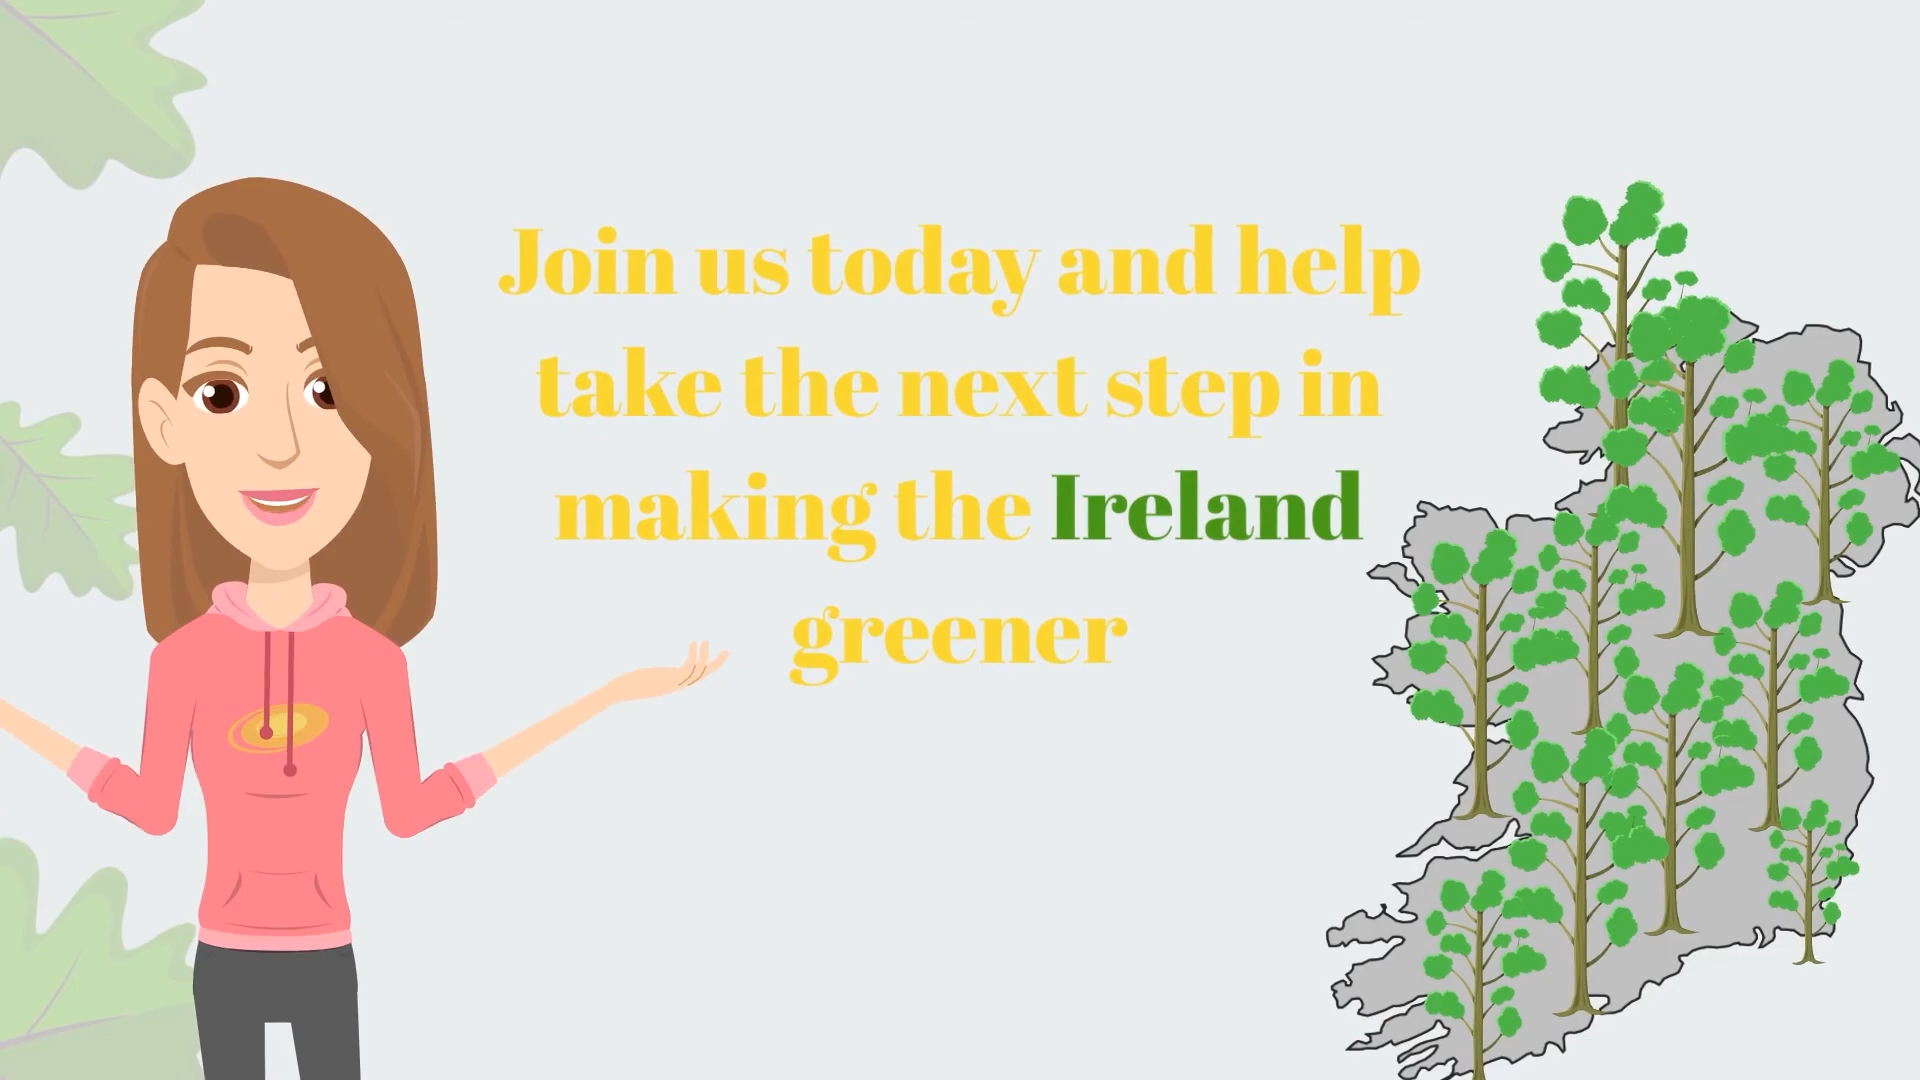 Join us today and help
take the next step in
making the Ireland
greener